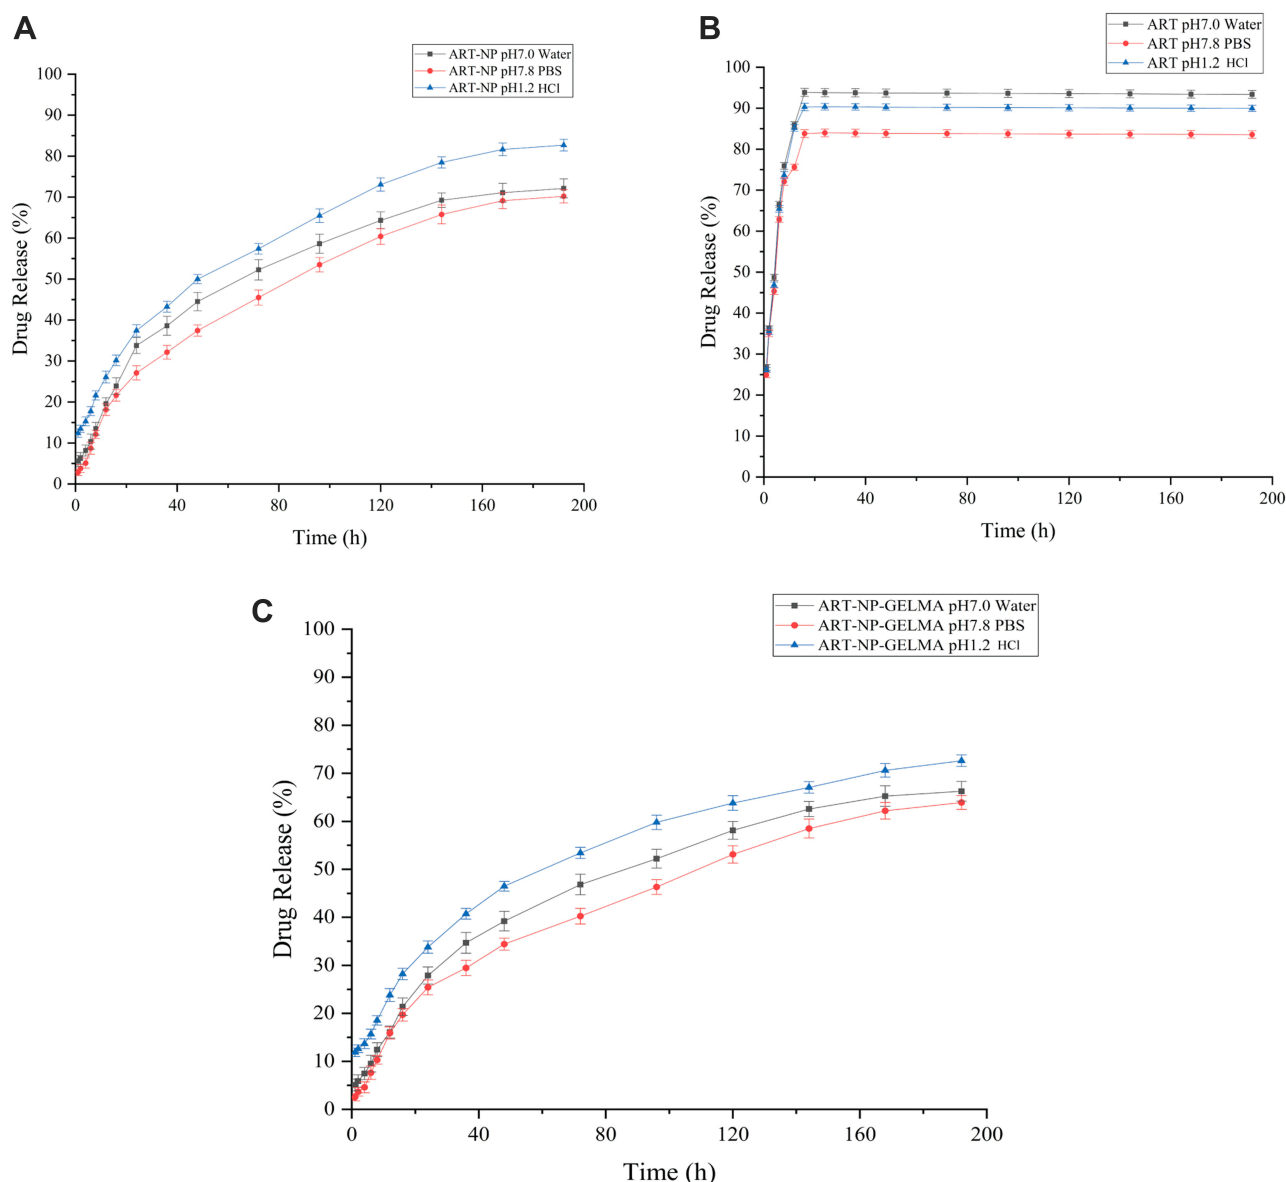 A
ART-NP pH7.0 Water
ART-NP pH7.8 PBS
ART-NP pH1.2 HCl
100
90
80
70
60
50
40
30
20
10
0
Drug Release (%)
0 40 80 120 160 200
Time (h)
B
ART pH7.0 Water
ART pH7.8 PBS
ART pH1.2 HCl
100
90
80
70
60
50
40
30
20
10
0
Drug Release (%)
0 40 80 120 160 200
Time (h)
C
ART-NP-GELMA pH7.0 Water
ART-NP-GELMA pH7.8 PBS
ART-NP-GELMA pH1.2 HCl
100
90
80
70
60
50
40
30
20
10
0
Drug Release (%)
0 40 80 120 160 200
Time (h)